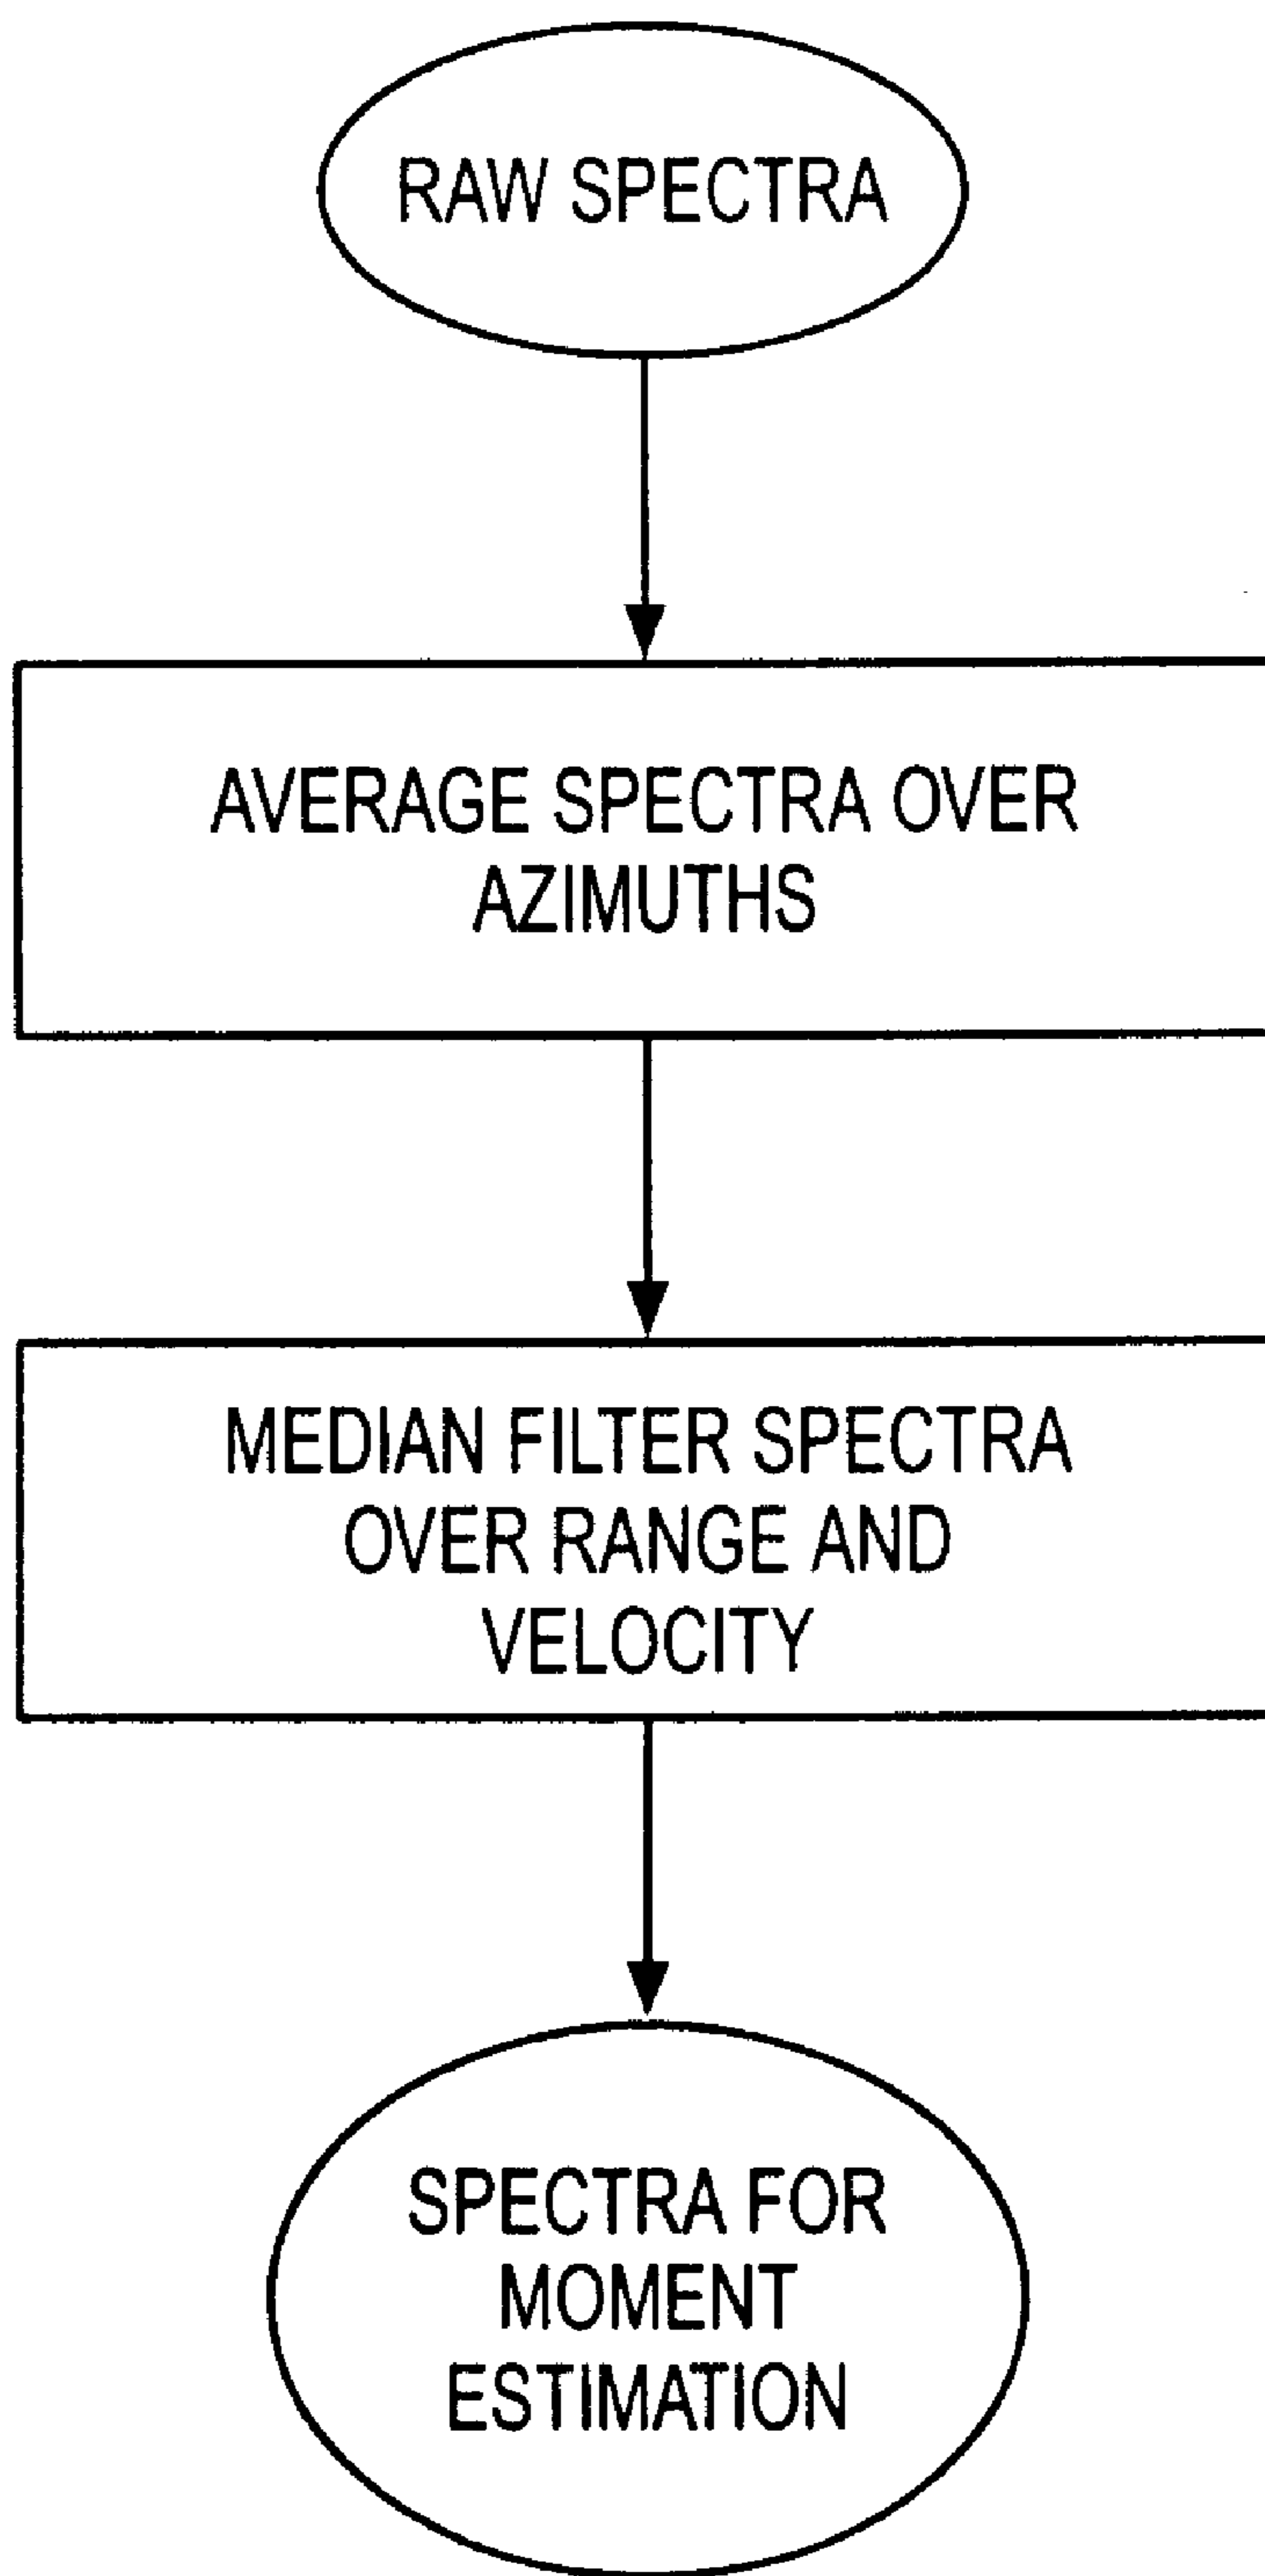 RAW SPECTRA
AVERAGE SPECTRA OVER
AZIMUTHS
MEDIAN FILTER SPECTRA
OVER RANGE AND
VELOCITY
SPECTRA FOR
MOMENT
ESTIMATION